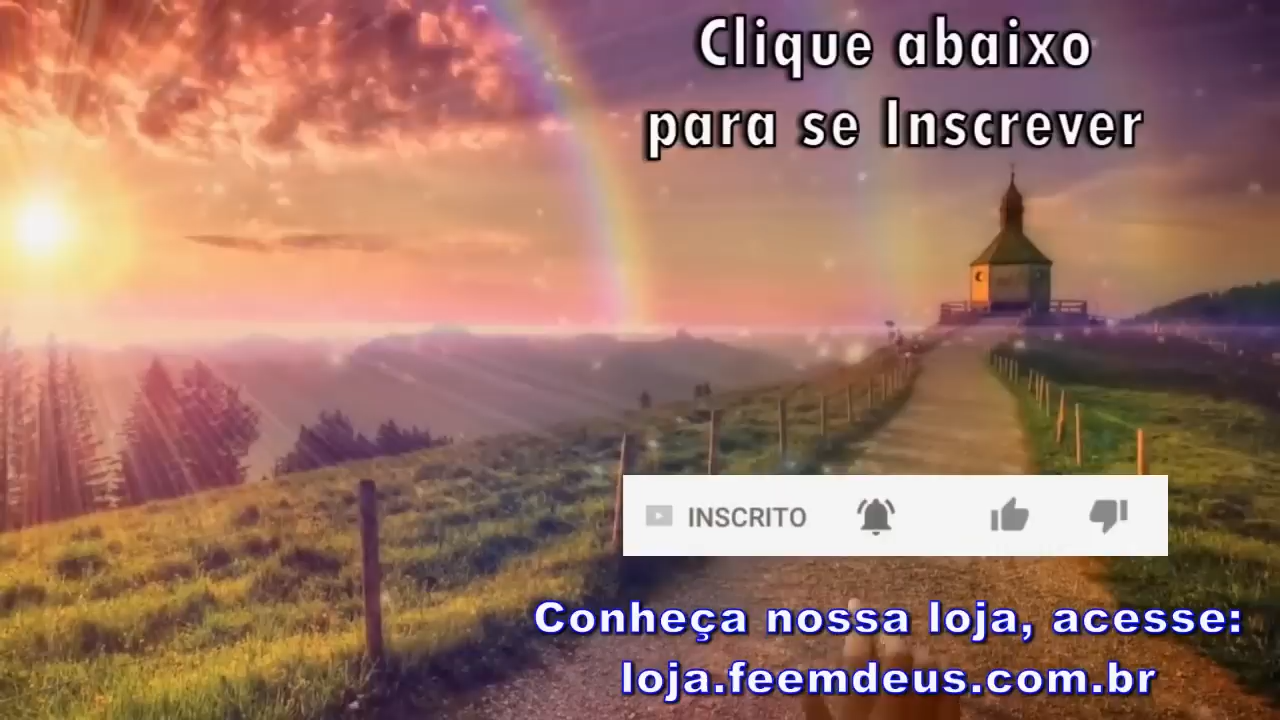 Clique abaixo
para se Inscrever
INSCRITO
Conheça nossa loja, acesse:
loja.feemdeus.com.br